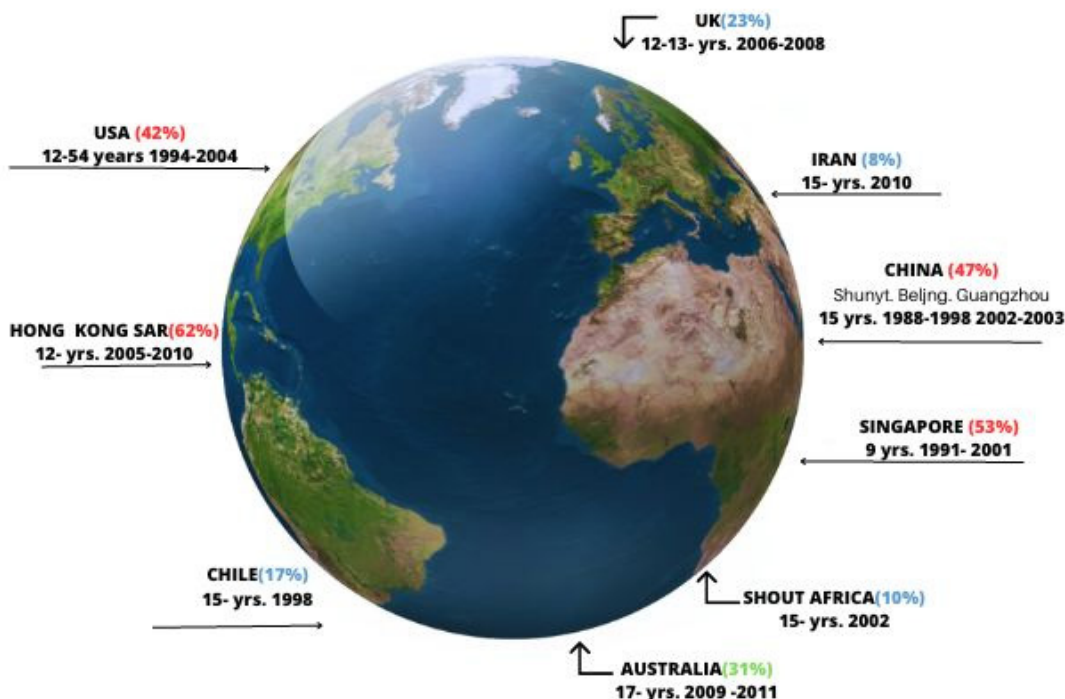 UK(23%)
12-13- yrs. 2006-2008
USA (42%)
12-54 years 1994-2004
IRAN (8%)
15- yrs. 2010
CHINA (47%)
Shunyt. Beljng. Guangzhou
15 yrs. 1988-1998 2002-2003
HONG KONG SAR(62%)
12- yrs. 2005-2010
SINGAPORE (53%)
9 yrs. 1991- 2001
CHILE(17%)
15- yrs. 1998
SHOUT AFRICA(10%)
15- yrs. 2002
AUSTRALIA(31%)
17- yrs. 2009 -2011